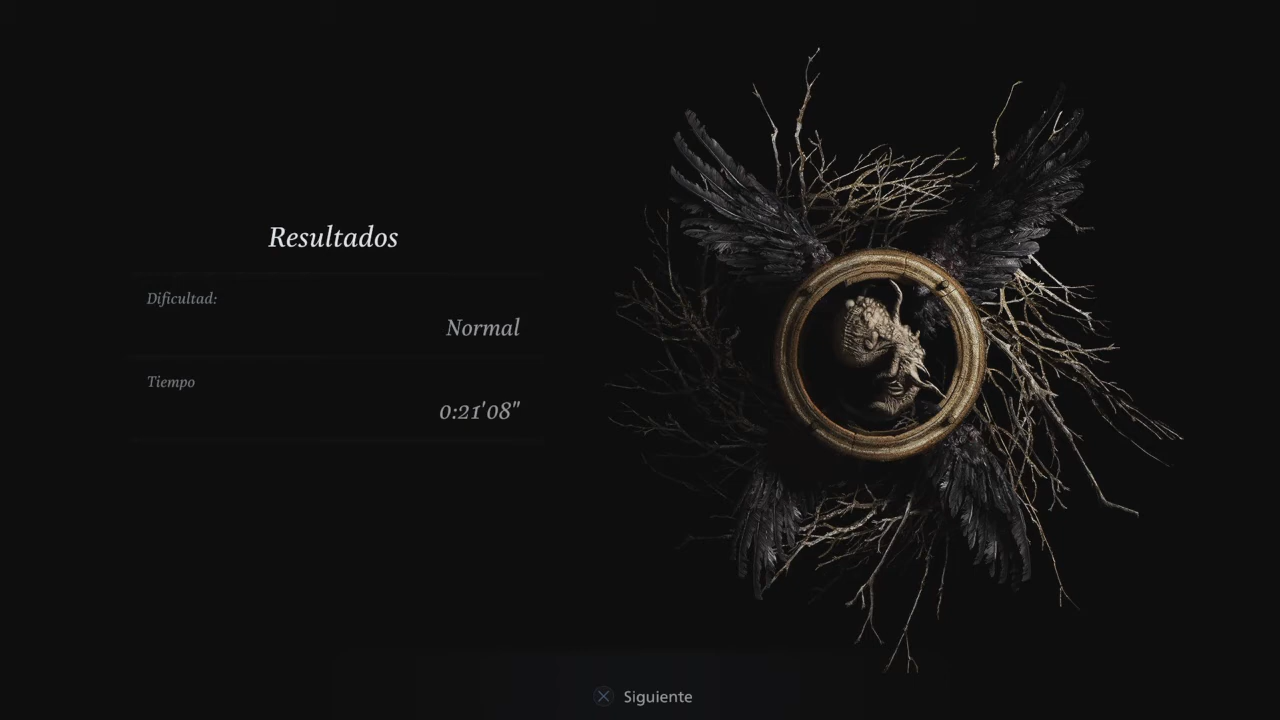 Resultados
Dificultad:
Normal
Tiempo
0:21'08"
Siguiente